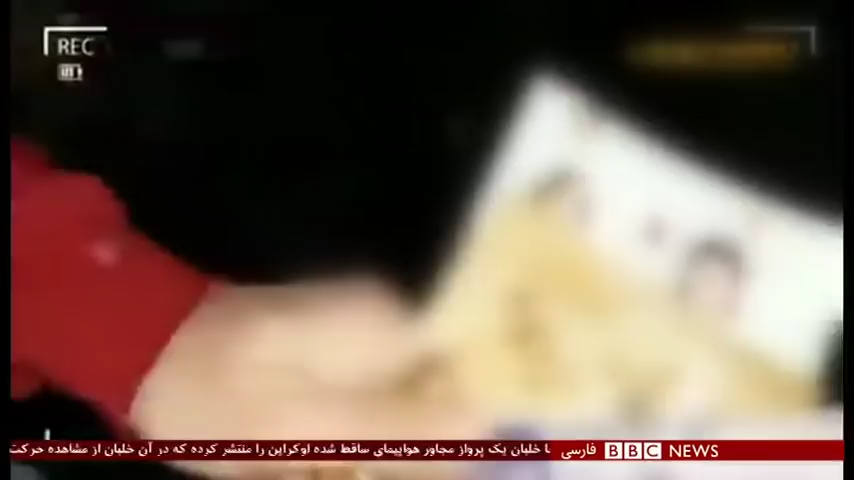 REC
ا خلبان یک پرواز مجاور هواپیمای ساقط شده اوکراین را منتشر کرده که در آن خلبان از مشاهده حرکت
فارسی BBC NEWS